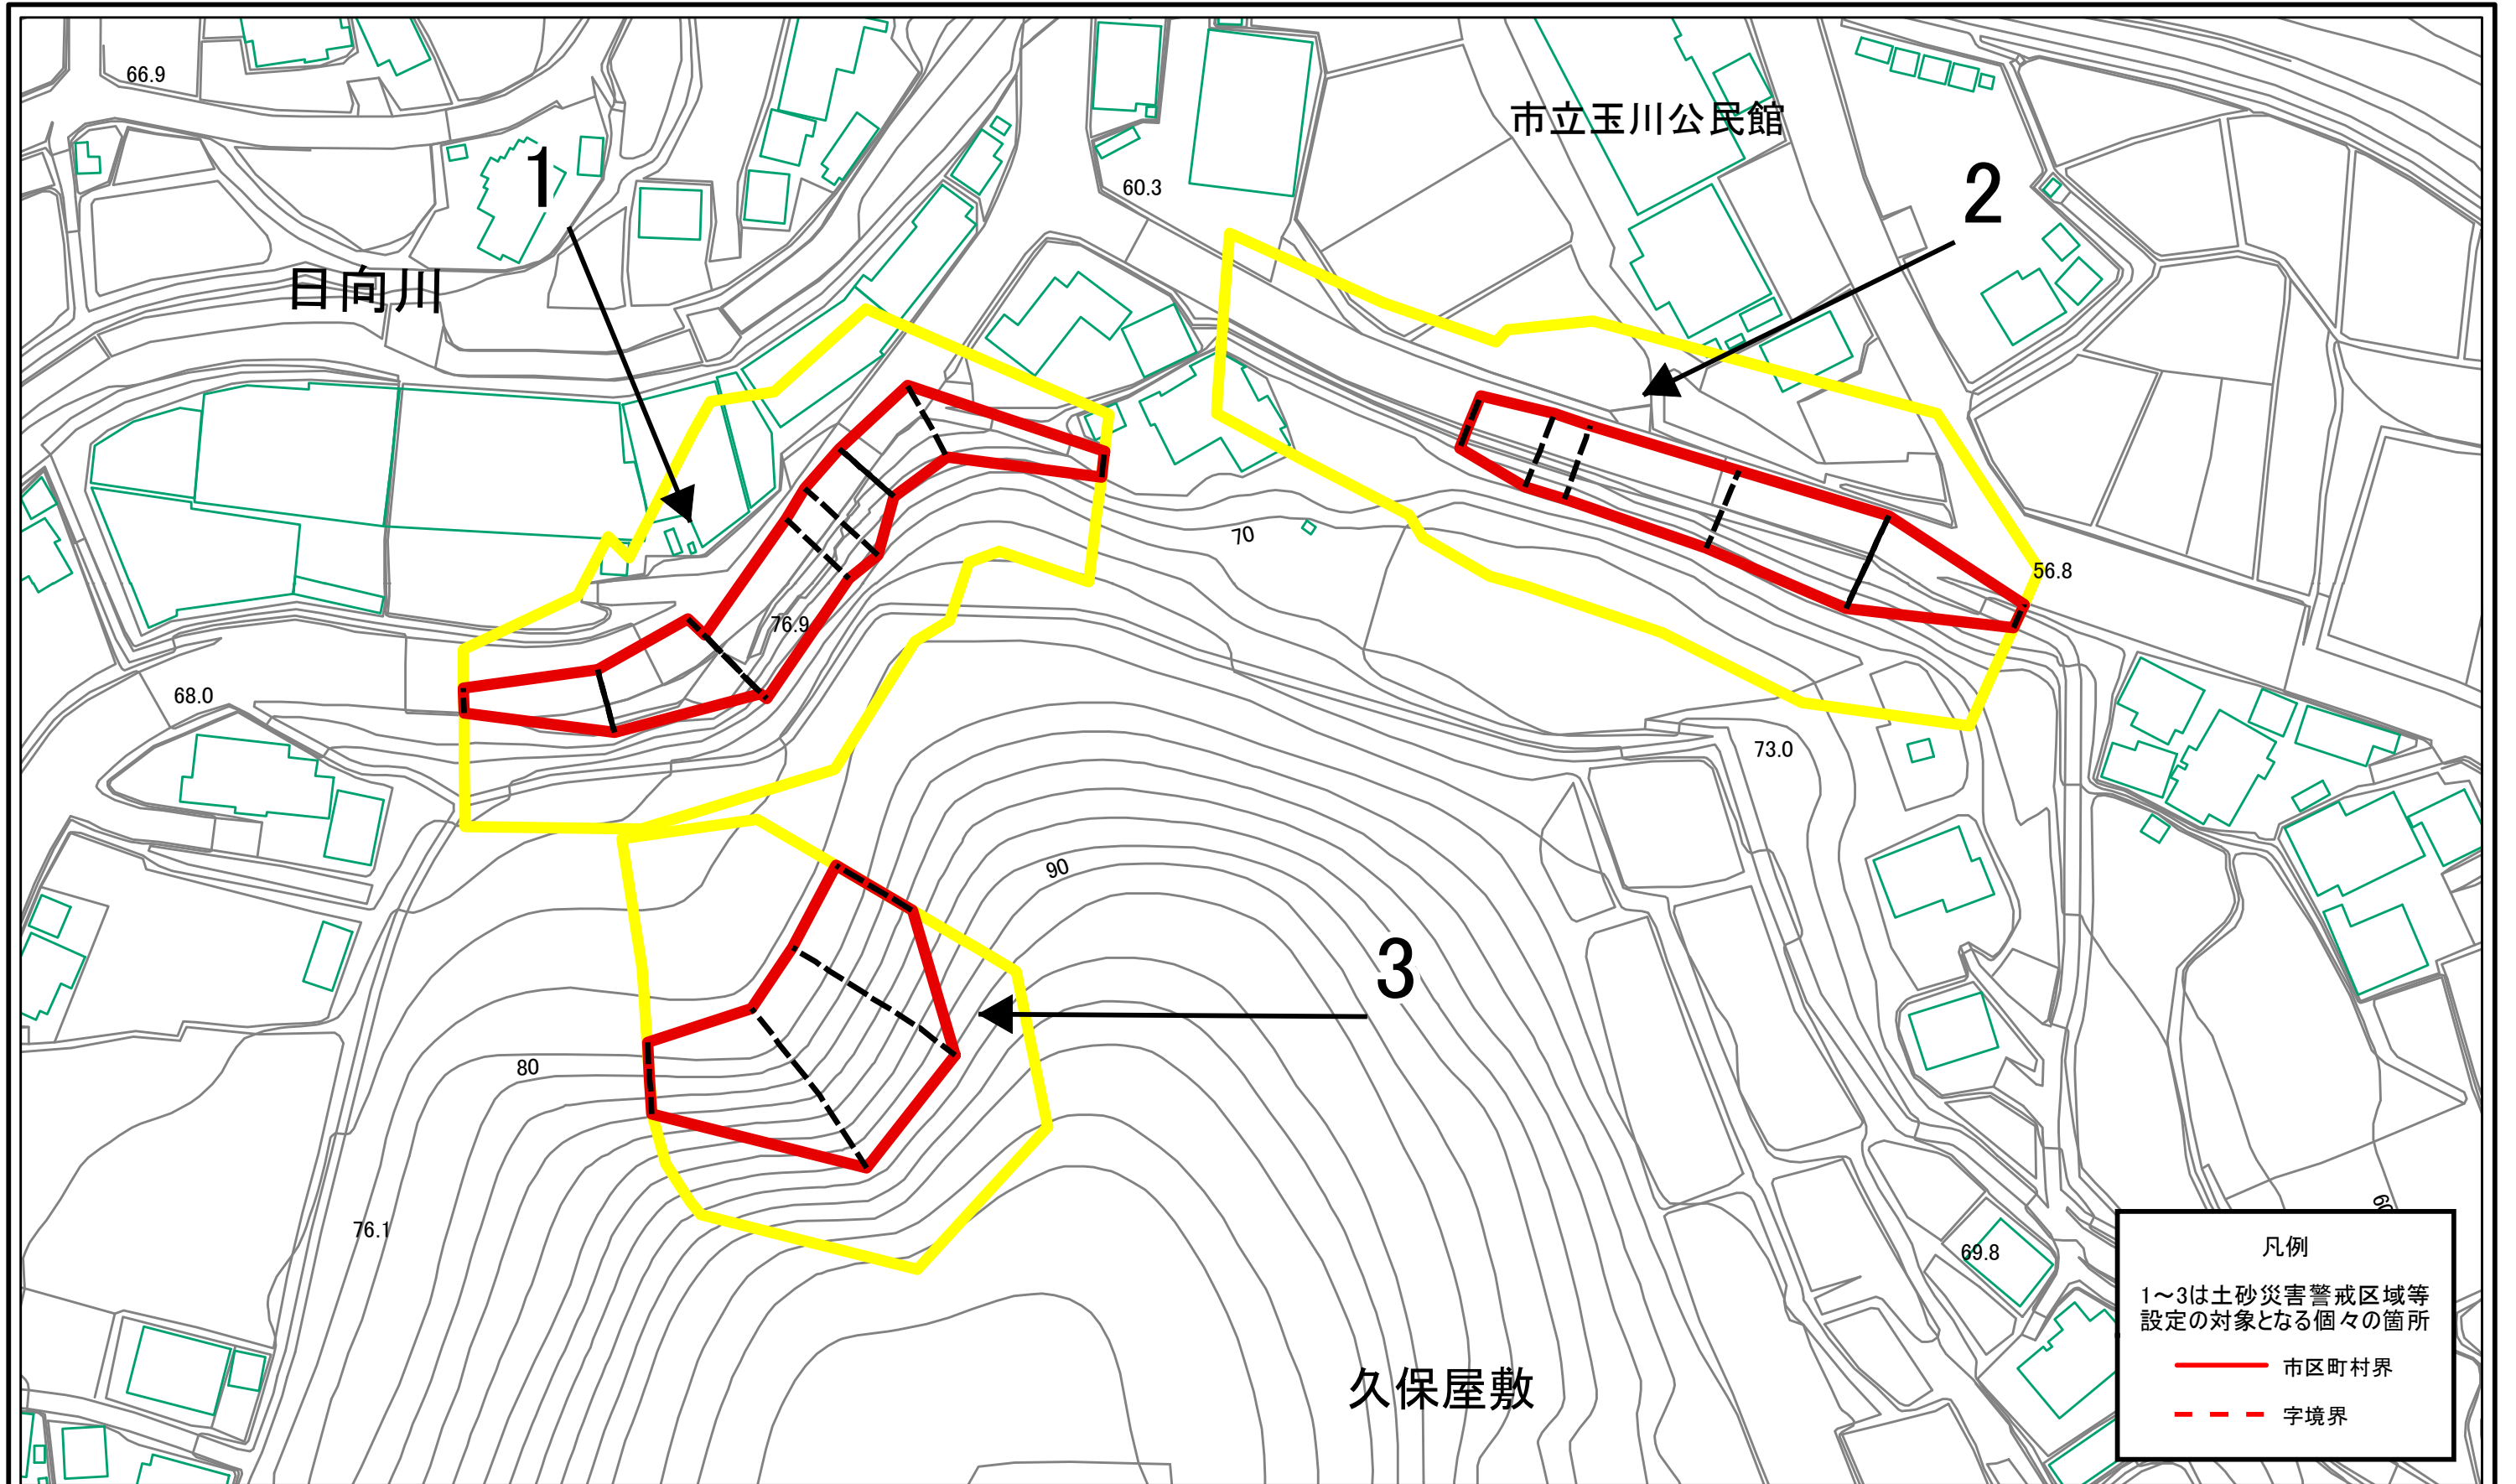 66.9
市立玉川公民館
1
60.3
2
日向川
70
56.8
76.9
68.0
73.0
90
3
80
76.1
60
69.8
凡例
1～3は土砂災害警戒区域等
設定の対象となる個々の箇所
市区町村界
字境界
久保屋敷